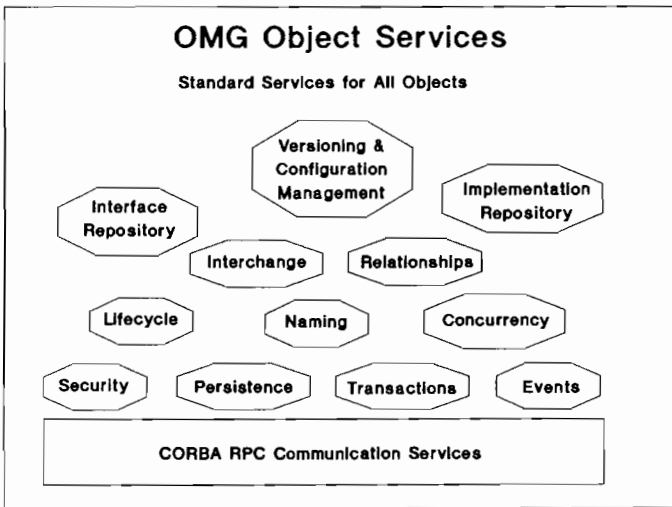 OMG Object Services
Standard Services for All Objects
Versioning &
Configuration
Management
Implementation
Repository
Interface
Repository
Interchange
Relationships
Lifecycle
Naming
Concurrency
Security
Persistence
Transactions
Events
CORBA RPC Communication Services